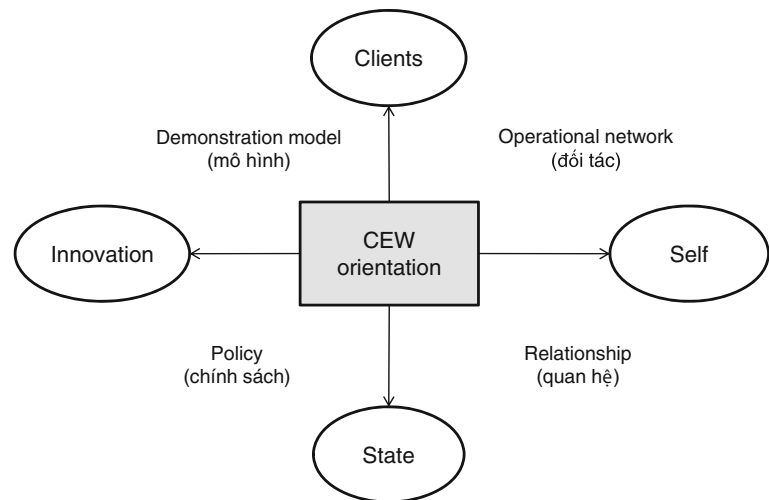 Clients
Demonstration model
(mô hình)
Operational network
(đối tác)
Innovation
CEW
orientation
Self
Policy
(chính sách)
Relationship
(quan hệ)
State